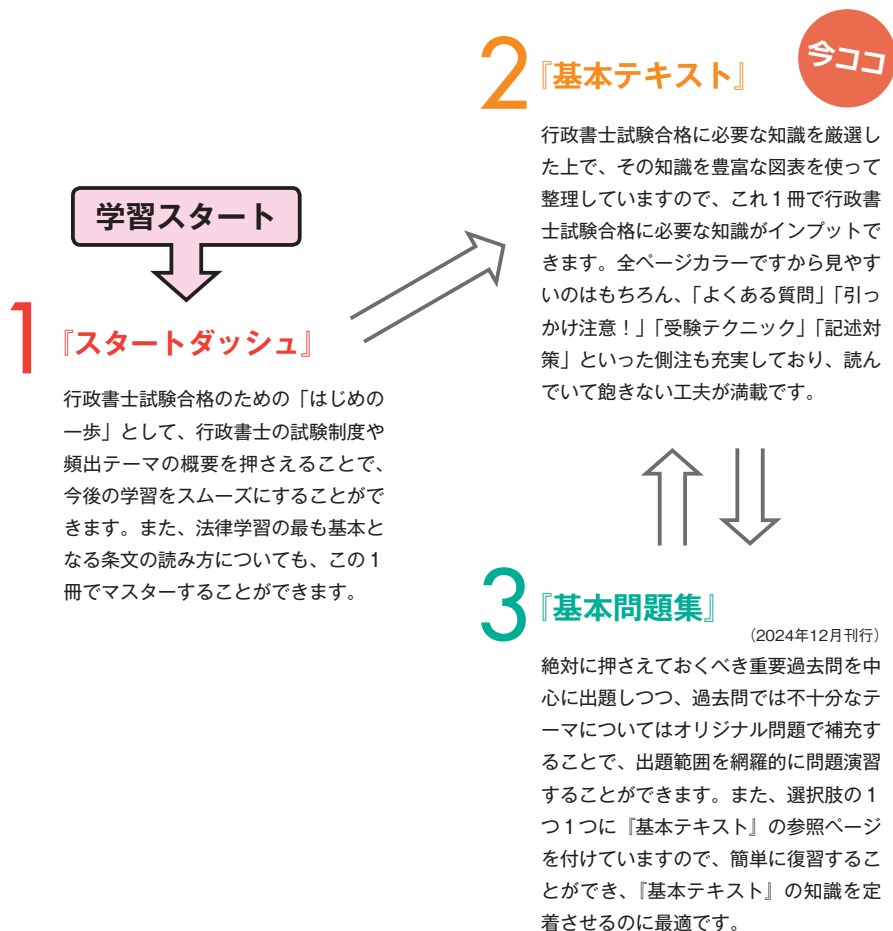 学習スタート
1
『スタートダッシュ』
行政書士試験合格のための「はじめの
一歩」として、行政書士の試験制度や
頻出テーマの概要を押さえることで、
今後の学習をスムーズにすることがで
きます。また、法律学習の最も基本と
なる条文の読み方についても、この1
冊でマスターすることができます。
2
『基本テキスト』
今ココ
行政書士試験合格に必要な知識を厳選し
た上で、その知識を豊富な図表を使って
整理していますので、これ1冊で行政書
士試験合格に必要な知識がインプットで
きます。全ページカラーですから見やす
いのはもちろん、「よくある質問」「引っ
かけ注意！」「受験テクニック」「記述対
策」といった側注も充実しており、読ん
でいて飽きない工夫が満載です。
3
『基本問題集』
（2024年12月刊行）
絶対に押さえておくべき重要過去問を中
心に出題しつつ、過去問では不十分なテ
ーマについてはオリジナル問題で補充す
ることで、出題範囲を網羅的に問題演習
することができます。また、選択肢の1
つ1つに『基本テキスト』の参照ページ
を付けていますので、簡単に復習するこ
とができ、『基本テキスト』の知識を定
着させるのに最適です。